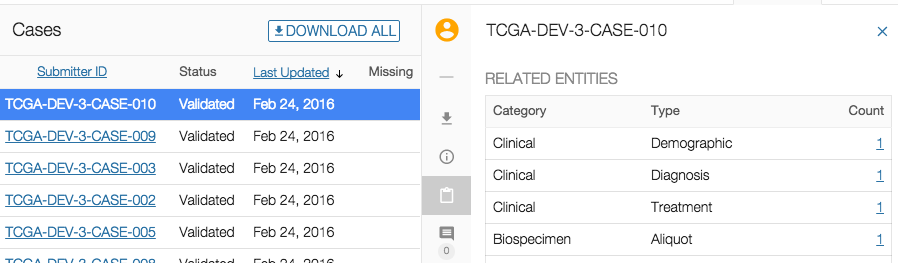 Cases
DOWNLOAD ALL
Submitter ID Status Last Updated Missing
TCGA-DEV-3-CASE-010 Validated Feb 24, 2016
TCGA-DEV-3-CASE-009 Validated Feb 24, 2016
TCGA-DEV-3-CASE-003 Validated Feb 24, 2016
TCGA-DEV-3-CASE-002 Validated Feb 24, 2016
TCGA-DEV-3-CASE-005 Validated Feb 24, 2016
0
TCGA-DEV-3-CASE-010
RELATED ENTITIES
Category Type Count
Clinical Demographic 1
Clinical Diagnosis 1
Clinical Treatment 1
Biospecimen Aliquot 1